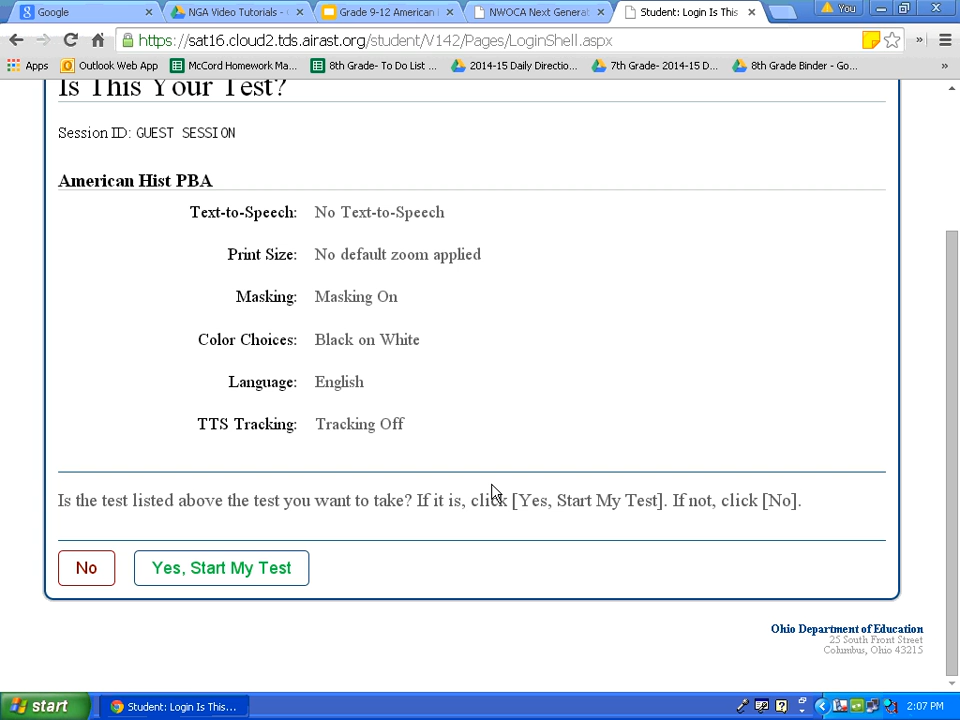 Google
NGA Video Tutorials -
Grade 9-12 American
NWOCA Next Generat
Student: Login Is This
You
https://sat16.cloud2.tds.airast.org/student/V142/Pages/LoginShell.aspx
Apps
Outlook Web App
McCord Homework Ma...
8th Grade- To Do List ...
2014-15 Daily Directio...
7th Grade- 2014-15 D...
8th Grade Binder - Go...
Is This Your Test?
Session ID: GUEST SESSION
American Hist PBA
Text-to-Speech: No Text-to-Speech
Print Size: No default zoom applied
Masking: Masking On
Color Choices: Black on White
Language: English
TTS Tracking: Tracking Off
Is the test listed above the test you want to take? If it is, click [Yes, Start My Test]. If not, click [No].
No
Yes, Start My Test
Ohio Department of Education
25 South Front Street
Columbus, Ohio 43215
start
Student: Login Is This...
2:07 PM